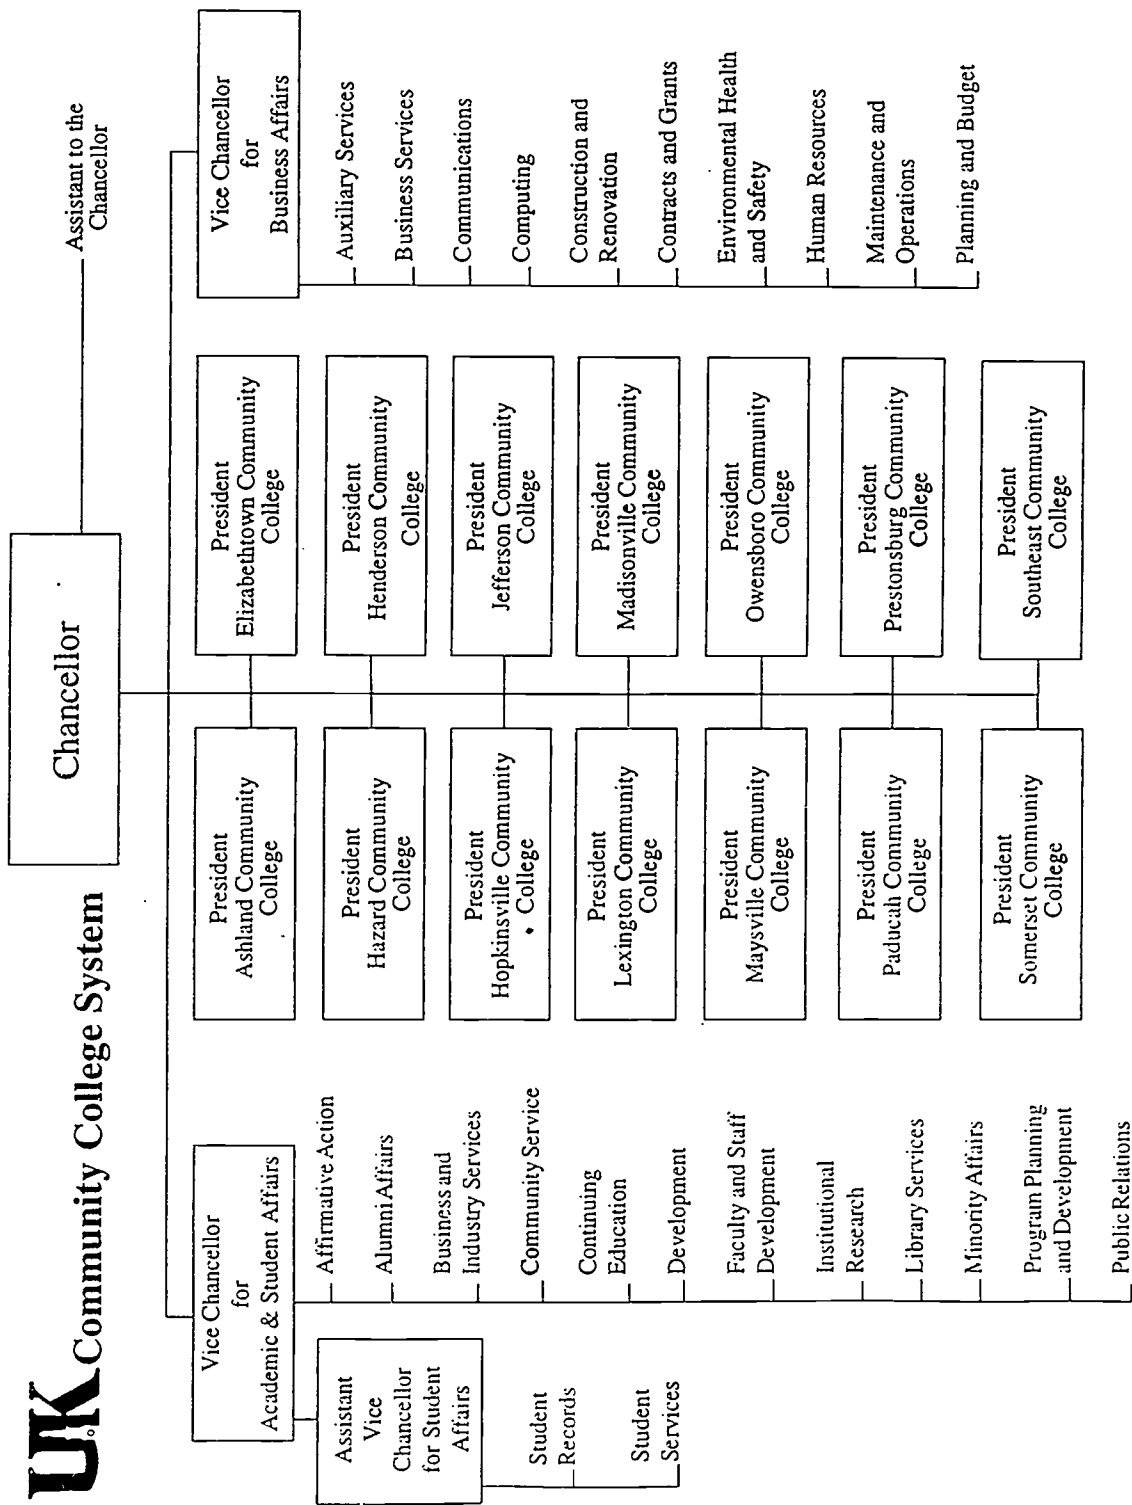 UK Community College System
Chancellor
Assistant to the
Chancellor
Vice Chancellor
for
Academic & Student Affairs
Assistant
Vice
Chancellor
for Student
Affairs
Student
Records
Student
Services
Affirmative Action
Alumni Affairs
Business and
Industry Services
Community Service
Continuing
Education
Development
Faculty and Staff
Development
Institutional
Research
Library Services
Minority Affairs
Program Planning
and Development
Public Relations
President
Ashland Community
College
President
Elizabethtown Community
College
President
Hazard Community
College
President
Henderson Community
College
President
Hopkinsville Community
College
President
Jefferson Community
College
President
Lexington Community
College
President
Madisonville Community
College
President
Maysville Community
College
President
Owensboro Community
College
President
Paducah Community
College
President
Prestonsburg Community
College
President
Somerset Community
College
President
Southeast Community
College
Vice Chancellor
for
Business Affairs
Auxiliary Services
Business Services
Communications
Computing
Construction and
Renovation
Contracts and Grants
Environmental Health
and Safety
Human Resources
Maintenance and
Operations
Planning and Budget